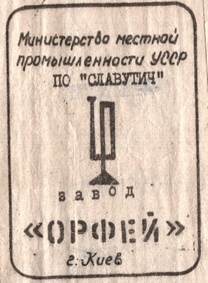 Министерство местной
промышленности УССР
ПО "СЛАВУТИЧ"
завод
«ОРФЕЙ»
г. Киев